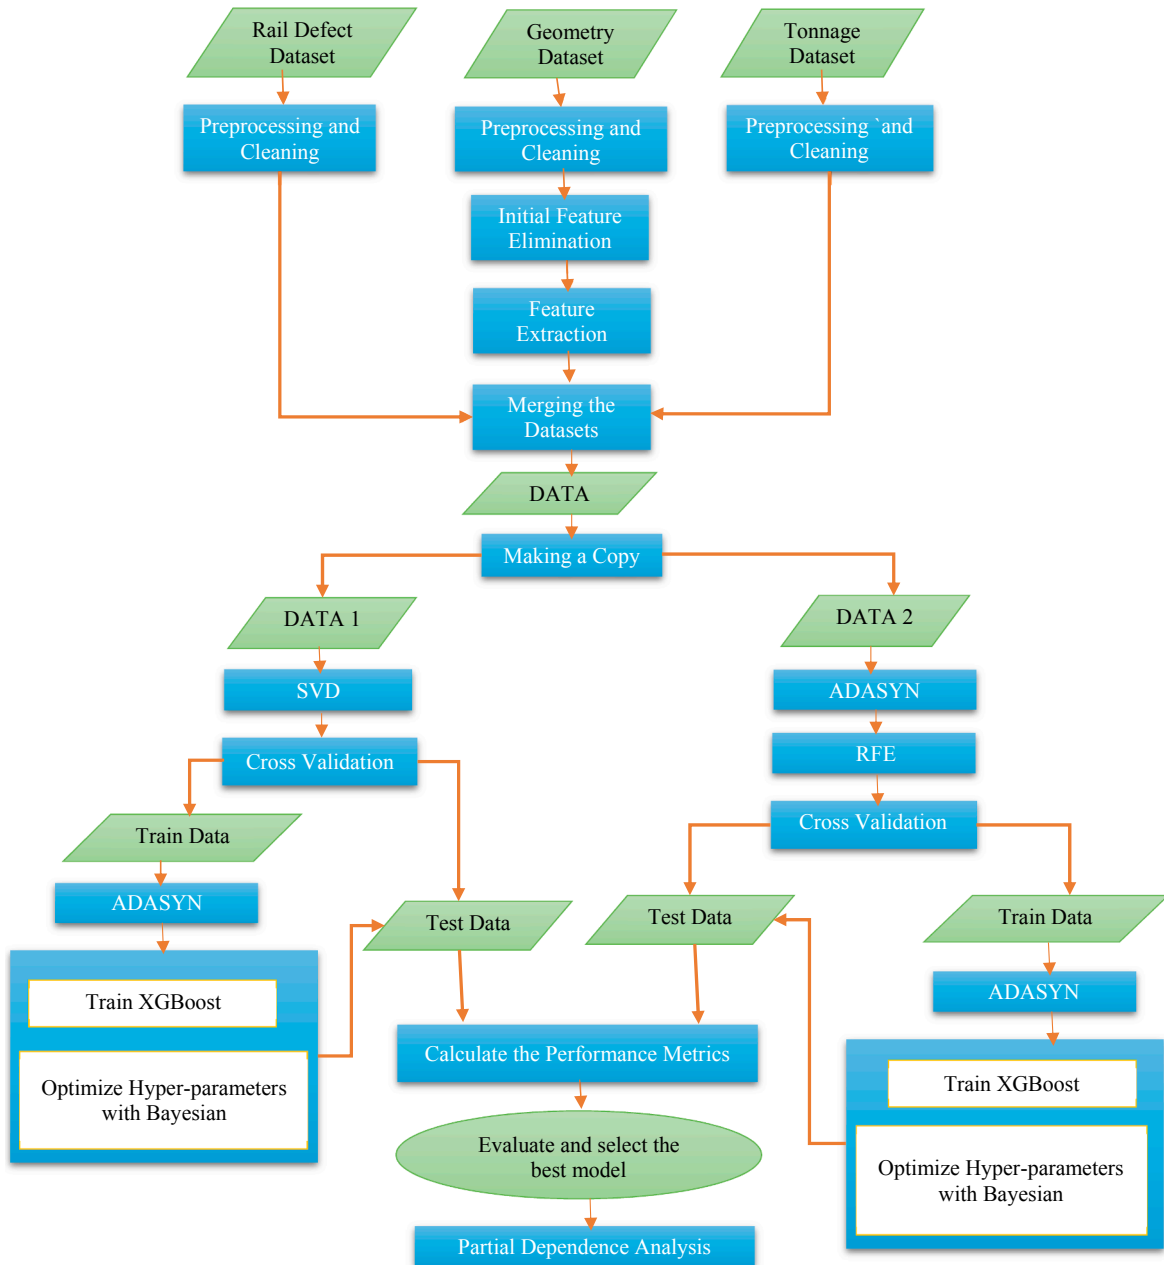 Rail Defect
Dataset
Geometry
Dataset
Tonnage
Dataset
Preprocessing and
Cleaning
Preprocessing and
Cleaning
Preprocessing `and
Cleaning
Initial Feature
Elimination
Feature
Extraction
Merging the
Datasets
DATA
Making a Copy
DATA 1
DATA 2
SVD
ADASYN
RFE
Cross Validation
Cross Validation
Train Data
ADASYN
Test Data
Test Data
Train Data
ADASYN
Train XGBoost
Optimize Hyper-parameters
with Bayesian
Calculate the Performance Metrics
Train XGBoost
Optimize Hyper-parameters
with Bayesian
Evaluate and select the
best model
Partial Dependence Analysis